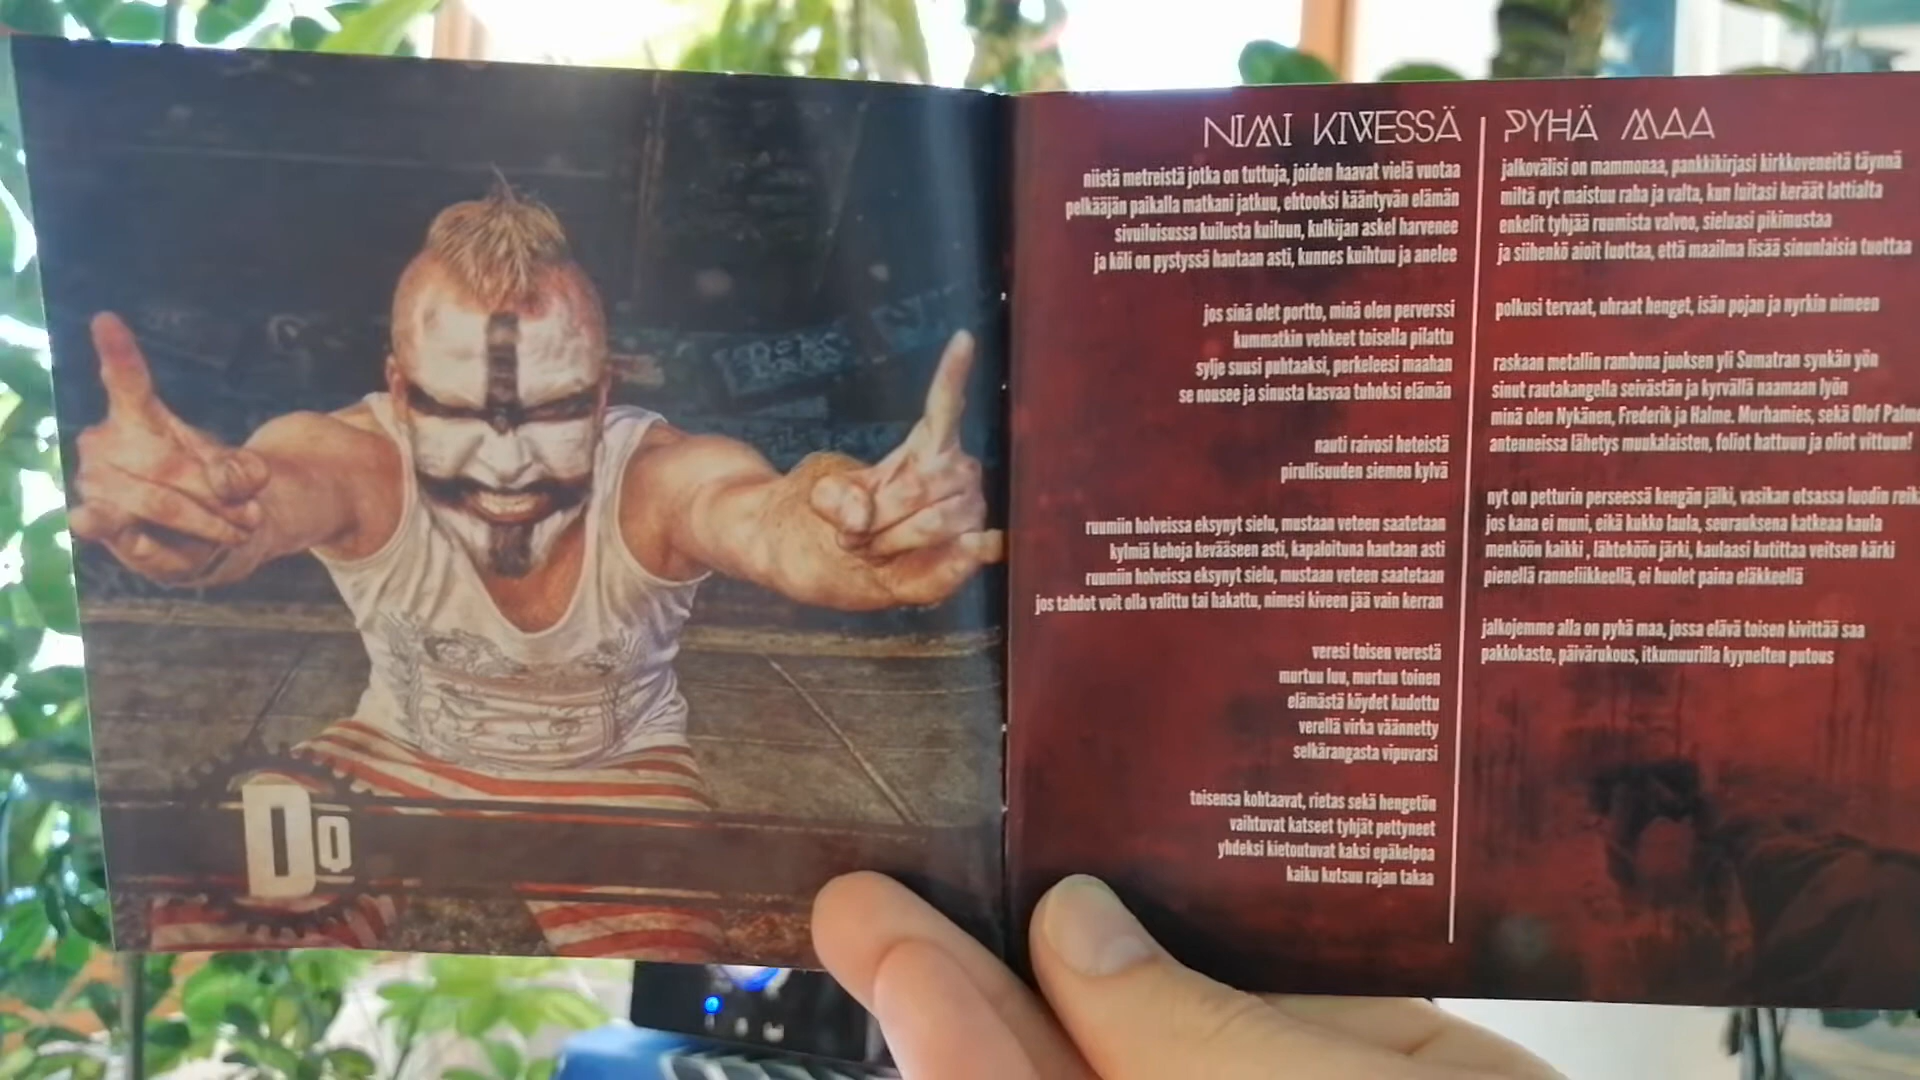 DQ
NIMI KIVESSÄ
niistä metreistä jotka on tuttuja, joiden haavat vielä vuotaa
pelkääjän paikalla matkani jatkuu, ehtooksi kääntyvän elämän
sivuiluisussa kuilusta kuiluun, kulkijan askel harvenee
ja köli on pystyssä hautaan asti, kunnes kuihtuu ja anelee
jos sinä olet portto, minä olen perverssi
kummatkin vehkeet toisella pilattu
sylje suusi puhtaaksi, perkeleesi maahan
se nousee ja sinusta kasvaa tuhoksi elämän
nauti raivosi heteistä
pirullisuuden siemen kylvä
ruumiin holveissa eksynyt sielu, mustaan veteen saatetaan
kylmiä kehoja kevääseen asti, kapaloituna hautaan asti
ruumiin holveissa eksynyt sielu, mustaan veteen saatetaan
jos tahdot voit olla valittu tai hakattu, nimesi kiveen jää vain kerran
veresi toisen verestä
murtuu luu, murtuu toinen
elämästä köydet kudottu
verellä virka väännetty
selkärangasta vipuvarsi
toisensa kohtaavat, rietas sekä hengetön
vaihtuvat katseet tyhjät pettyneet
yhdeksi kietoutuvat kaksi epäkelpoa
kaiku kutsuu rajan takaa
PYHÄ MAA
jalkovälisi on mammonaa, pankkikirjasi kirkkoveneitä täynnä
miltä nyt maistuu raha ja valta, kun luitasi keräät lattialta
enkelit tyhjää ruumista valvoo, sieluasi pikimustaa
ja siihenkö aioit luottaa, että maailma lisää sinunlaisia tuottaa
polkusi tervaat, uhraat henget, isän pojan ja nyrkin nimeen
raskaan metallin rambona juoksen yli Sumatran synkän yön
sinut rautakangella seivästän ja kyrvällä naamaan lyön
minä olen Nykänen, Frederik ja Halme. Murhamies, sekä Olof Palme
antenneissa lähetys muukalaisten, foliot hattuun ja oliot vittuun!
nyt on petturin perseessä kengän jälki, vasikan otsassa luodin reikä
jos kana ei muni, eikä kukko laula, seurauksena katkeaa kaula
menköön kaikki , lähteköön järki, kaulaasi kutittaa veitsen kärki
pienellä ranneliikkeellä, ei huolet paina eläkkeellä
jalkojemme alla on pyhä maa, jossa elävä toisen kivittää saa
pakkokaste, päivärukous, itkumuurilla kyynelten putous